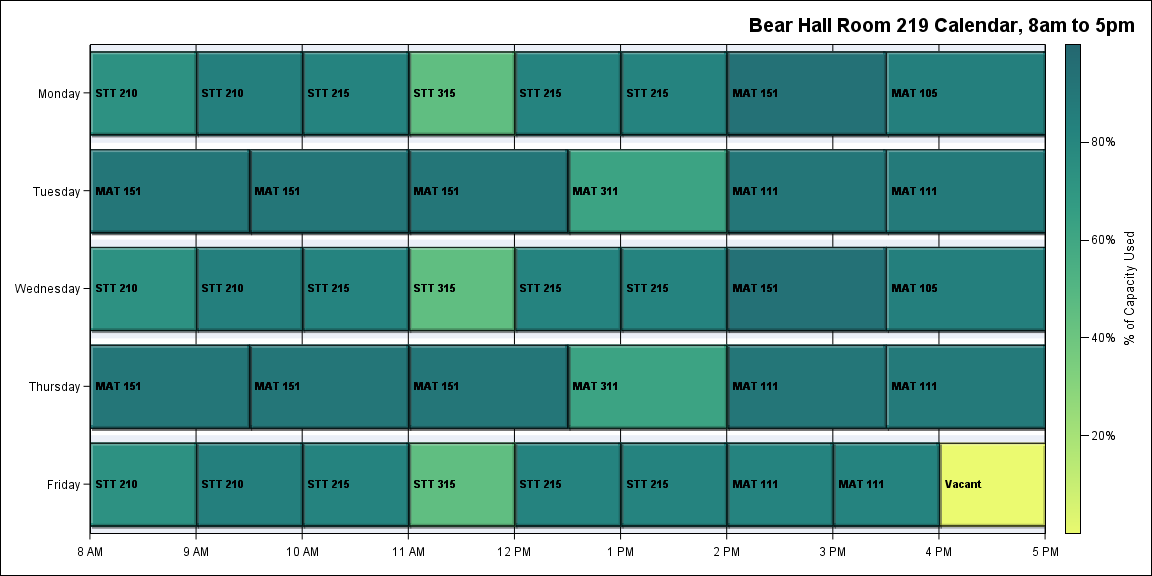 Bear Hall Room 219 Calendar, 8am to 5pm
Monday STT 210 STT 210 STT 215 STT 315 STT 215 STT 215 MAT 151 MAT 105
80%
Tuesday MAT 151 MAT 151 MAT 151 MAT 311 MAT 111 MAT 111
60%
% of Capacity Used
Wednesday STT 210 STT 210 STT 215 STT 315 STT 215 STT 215 MAT 151 MAT 105
40%
Thursday MAT 151 MAT 151 MAT 151 MAT 311 MAT 111 MAT 111
20%
Friday STT 210 STT 210 STT 215 STT 315 STT 215 STT 215 MAT 111 MAT 111 Vacant
8 AM 9 AM 10 AM 11 AM 12 PM 1 PM 2 PM 3 PM 4 PM 5 PM